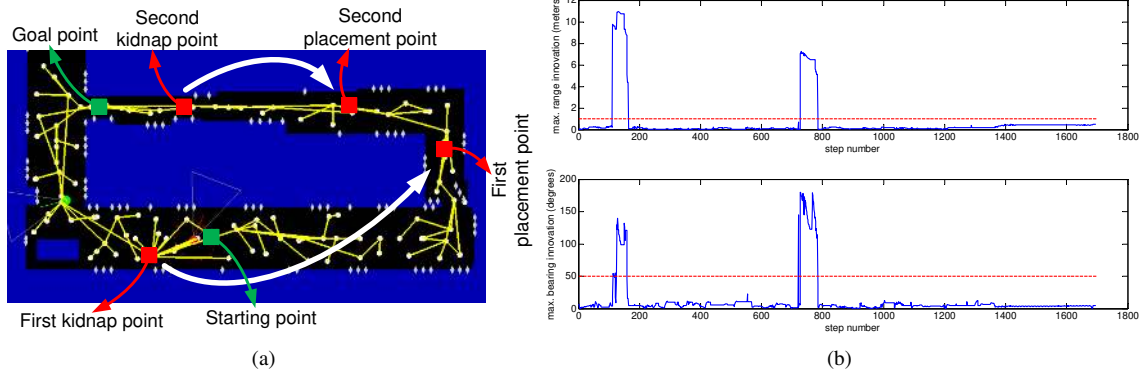 Goal point
Second
kidnap point
Second
placement point
First
placement point
First kidnap point
Starting point
(a)
max. range innovation (meters)
12
10
8
6
4
2
0
0 200 400 600 800 1000 1200 1400 1600 1800
step number
max. bearing innovation (degrees)
200
150
100
50
0
0 200 400 600 800 1000 1200 1400 1600 1800
step number
(b)